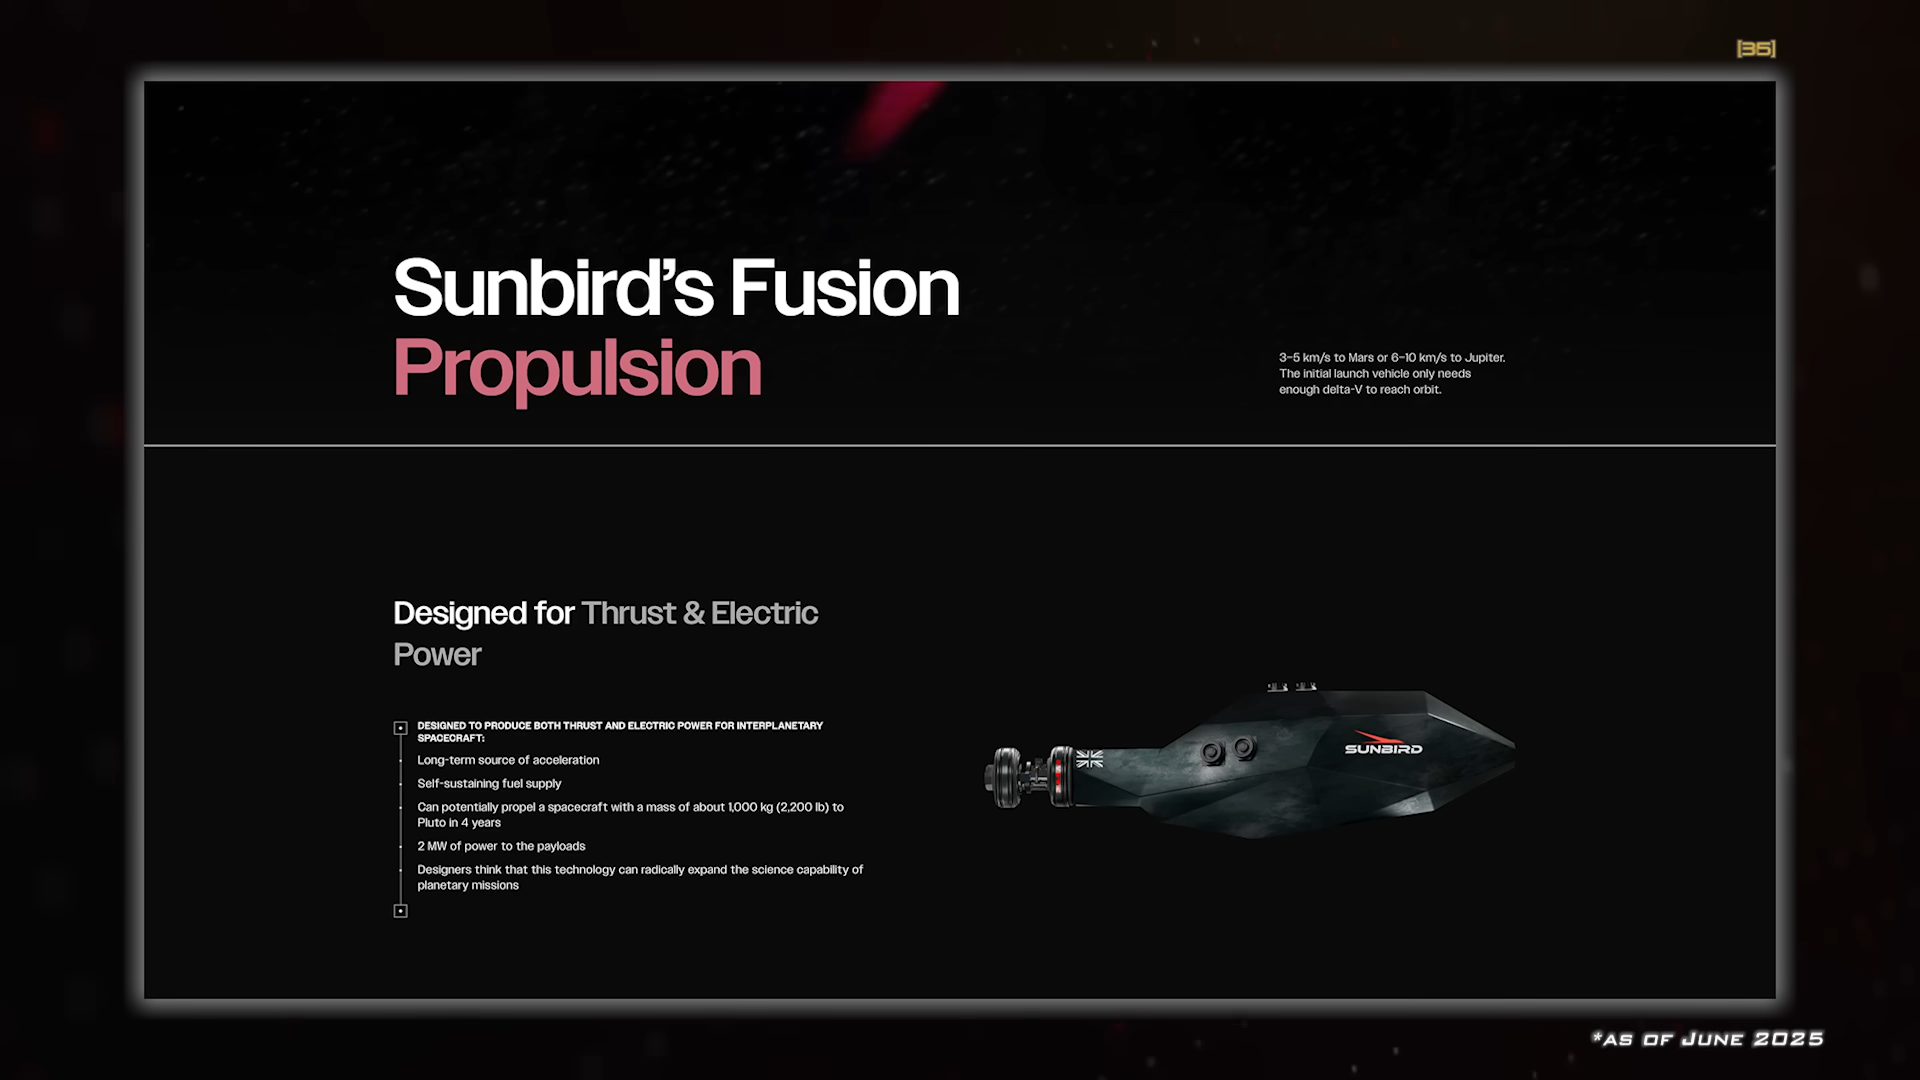 [35]
Sunbird's Fusion
Propulsion
3-5 km/s to Mars or 6-10 km/s to Jupiter.
The initial launch vehicle only needs
enough delta-V to reach orbit.
Designed for Thrust & Electric
Power
DESIGNED TO PRODUCE BOTH THRUST AND ELECTRIC POWER FOR INTERPLANETARY
SPACECRAFT:
Long-term source of acceleration
Self-sustaining fuel supply
Can potentially propel a spacecraft with a mass of about 1,000 kg (2,200 lb) to
Pluto in 4 years
2 MW of power to the payloads
Designers think that this technology can radically expand the science capability of
planetary missions
SUNBIRD
*AS OF JUNE 2025